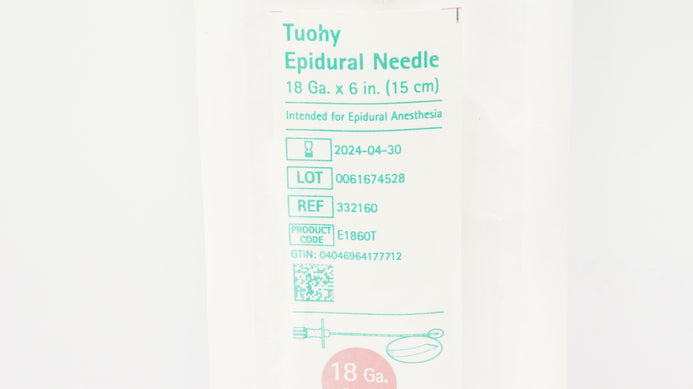 Tuohy
Epidural Needle
18 Ga. x 6 in. (15 cm)
Intended for Epidural Anesthesia
2024-04-30
LOT 0061674528
REF 332160
PRODUCT CODE E1860T
GTIN: 04046964177712
18 Ga.